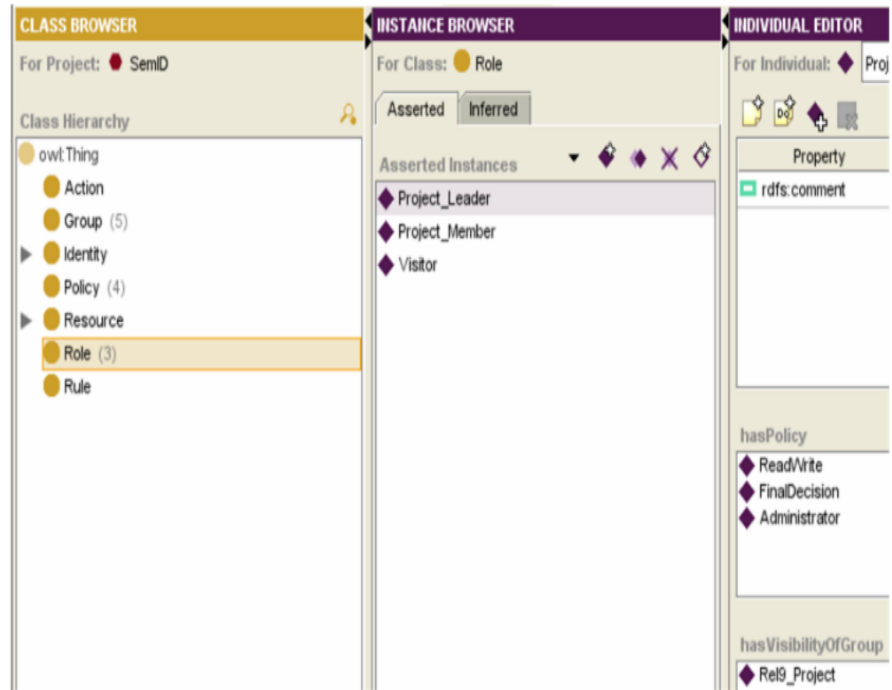 CLASS BROWSER
For Project: SemID
Class Hierarchy
owl:Thing
Action
Group (5)
Identity
Policy (4)
Resource
Role (3)
Rule
INSTANCE BROWSER
For Class: Role
Asserted Inferred
Asserted Instances
Project_Leader
Project_Member
Visitor
INDIVIDUAL EDITOR
For Individual: Proj
Property
rdfs:comment
hasPolicy
ReadWrite
FinalDecision
Administrator
hasVisibilityOfGroup
Rel9_Project